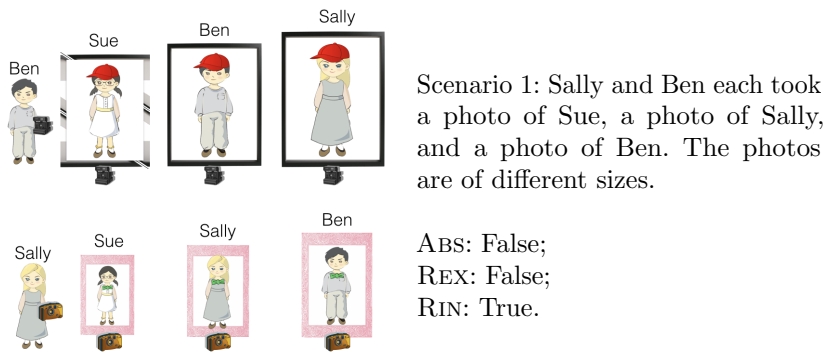 Ben
Sue
Ben
Sally
Sally
Sue
Sally
Ben
Scenario 1: Sally and Ben each took
a photo of Sue, a photo of Sally,
and a photo of Ben. The photos
are of different sizes.
ABS: False;
REX: False;
RIN: True.